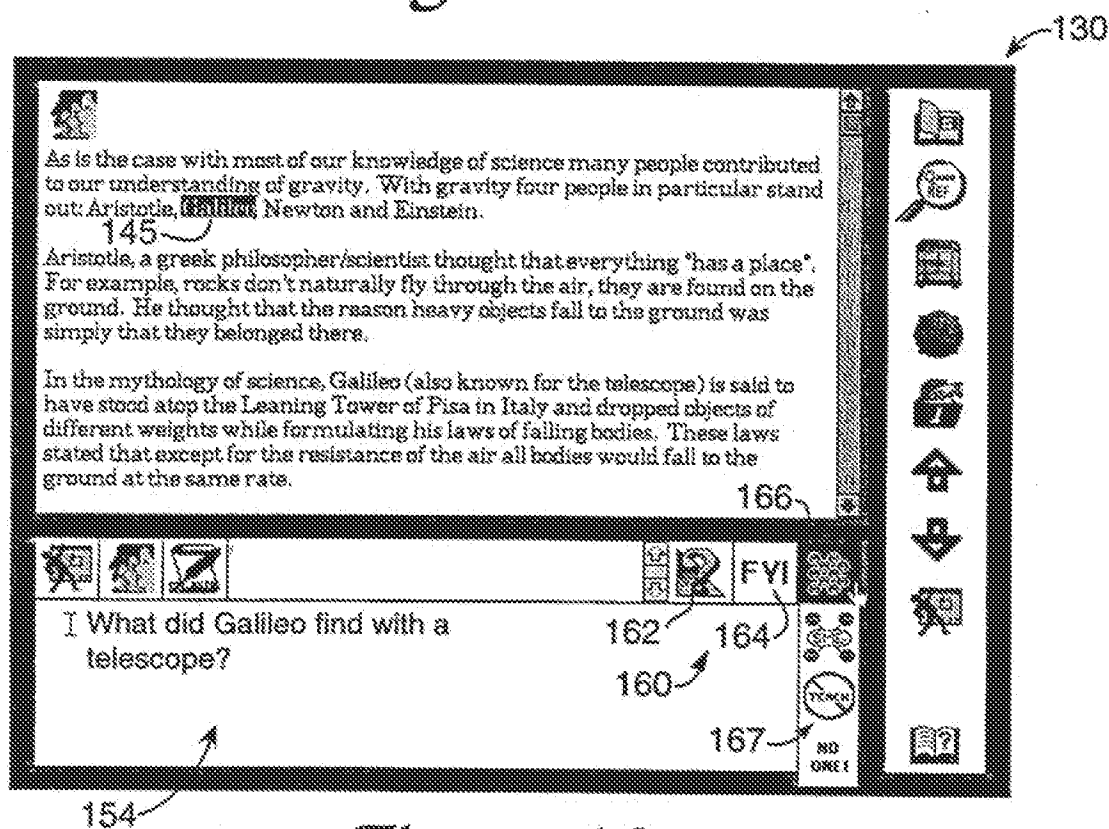 130
As is the case with most of our knowledge of science many people contributed
to our understanding of gravity. With gravity four people in particular stand
out: Aristotle, Galileo, Newton and Einstein.
145
Aristotle, a greek philosopher/scientist thought that everything "has a place".
For example, rocks don't naturally fly through the air, they are found on the
ground. He thought that the reason heavy objects fall to the ground was
simply that they belonged there.
In the mythology of science, Galileo (also known for the telescope) is said to
have stood atop the Leaning Tower of Pisa in Italy and dropped objects of
different weights while formulating his laws of falling bodies. These laws
stated that except for the resistance of the air all bodies would fall to the
ground at the same rate.
166
FYI
What did Galileo find with a
telescope?
162
164
160
TEACH
167
NO
ONE!
154